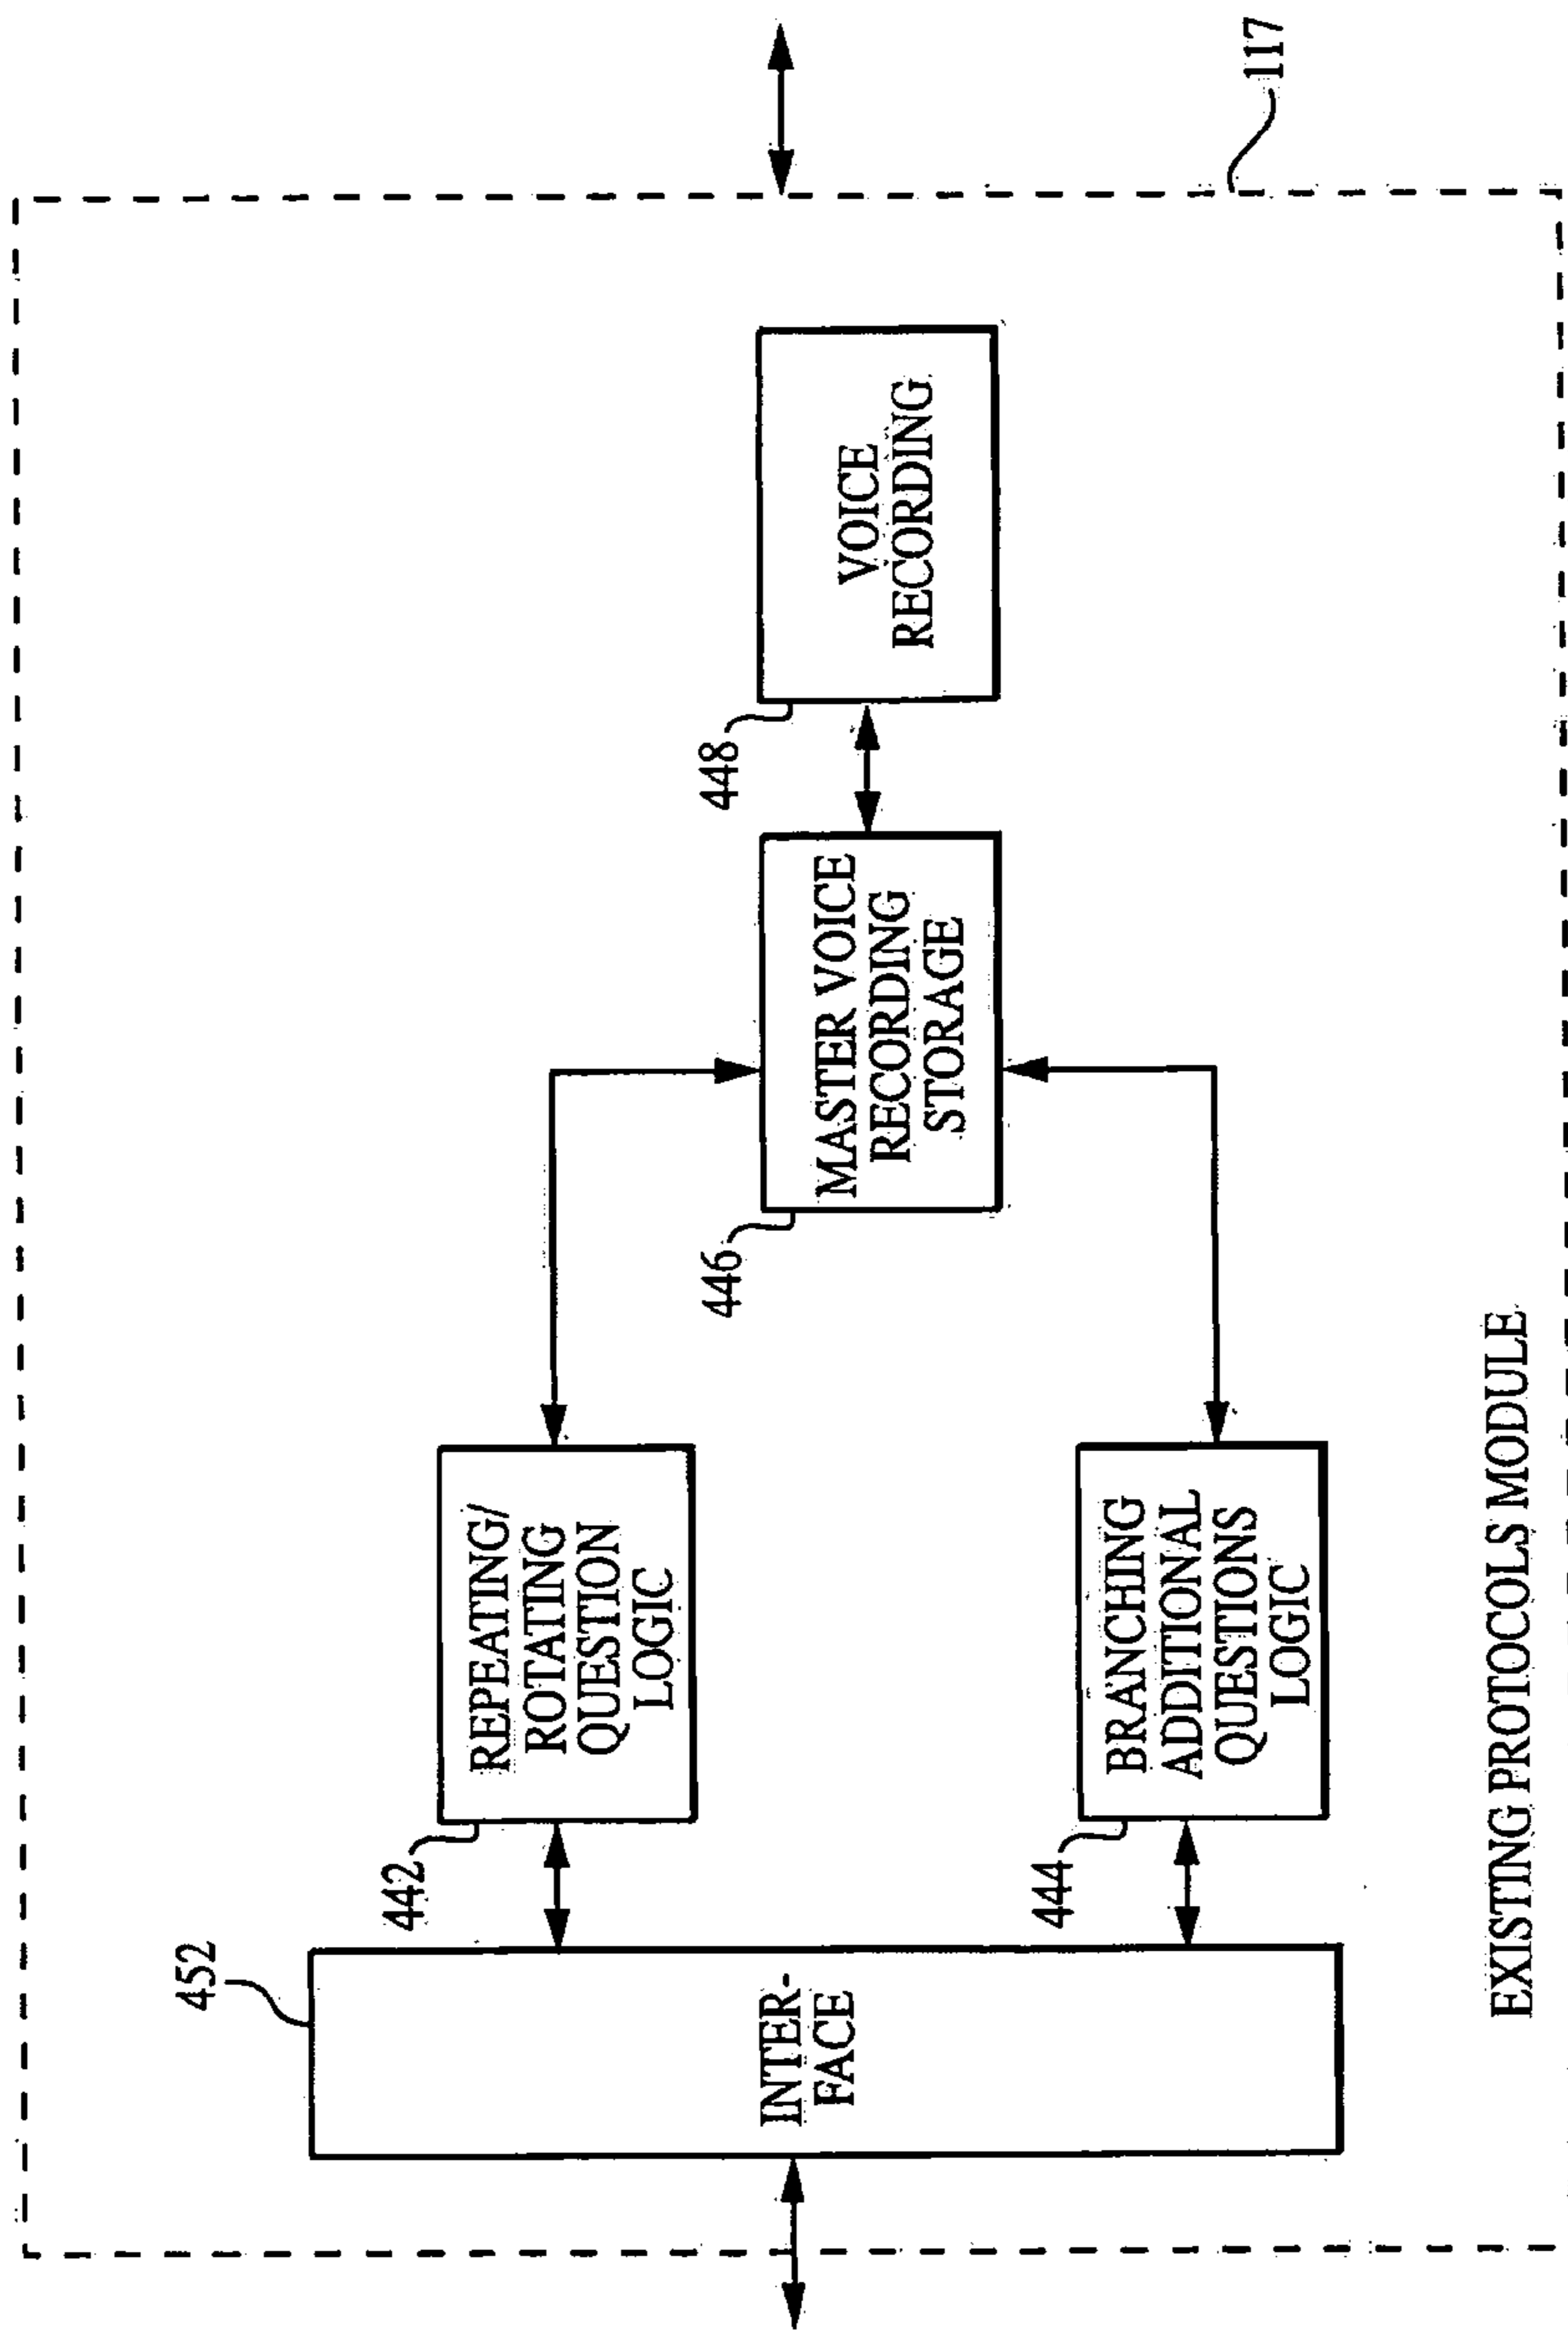 452
INTER-
FACE
442
REPEATING/
ROTATING
QUESTION
LOGIC
444
BRANCHING
ADDITIONAL
QUESTIONS
LOGIC
446
MASTER VOICE
RECORDING
STORAGE
448
VOICE
RECORDING
117
EXISTING PROTOCOLS MODULE